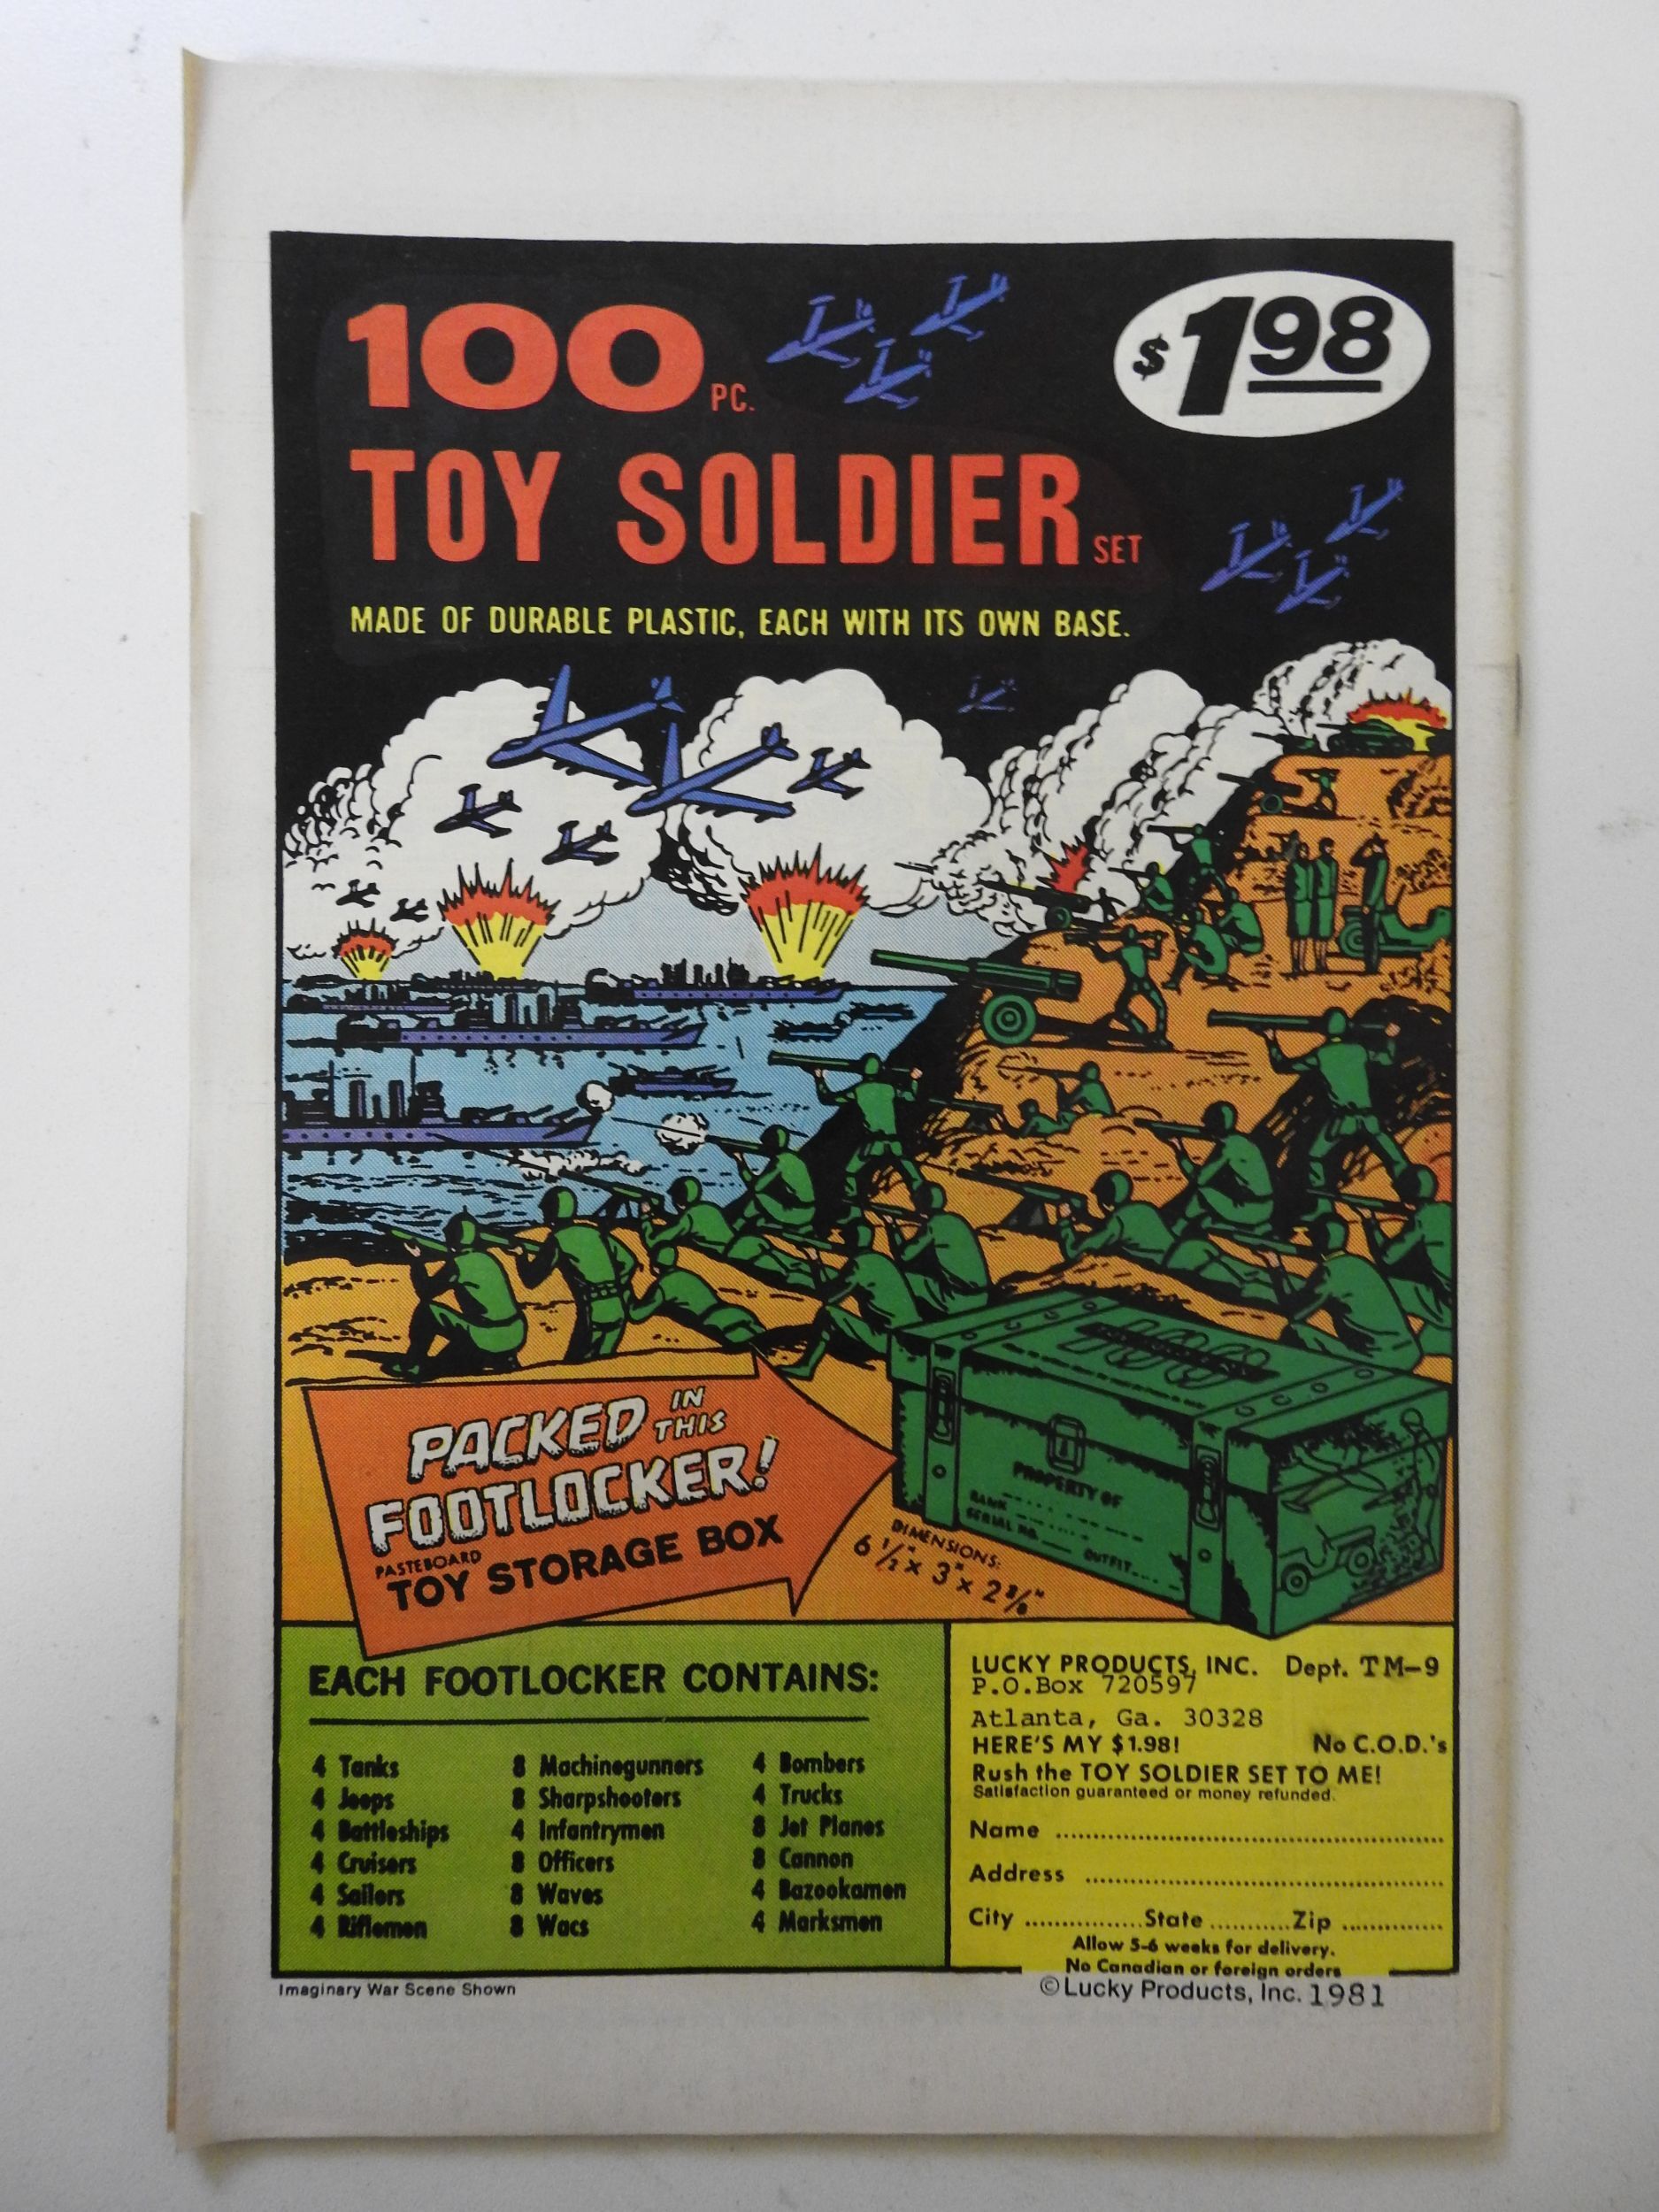 100 PC.
$1.98
TOY SOLDIER SET
MADE OF DURABLE PLASTIC, EACH WITH ITS OWN BASE.
PACKED IN THIS
FOOTLOCKER!
PASTEBOARD
TOY STORAGE BOX
PROPERTY OF
RANK
SERIAL NO.
OUTFIT
DIMENSIONS:
6 1/2" x 3" x
EACH FOOTLOCKER CONTAINS:
4 Tanks
4 Jeeps
4 Battleships
4 Cruisers
4 Sailors
4 Riflemen
8 Machinegunners
8 Sharpshooters
4 Infantrymen
8 Officers
8 Waves
8 Wacs
4 Bombers
4 Trucks
8 Jet Planes
8 Cannon
4 Bazookamen
4 Marksmen
LUCKY PRODUCTS, INC. Dept. TM-9
P.O.Box 720597
Atlanta, Ga. 30328
HERE'S MY $1.98! No C.O.D.'s
Rush the TOY SOLDIER SET TO ME!
Satisfaction guaranteed or money refunded.
Name
Address
City ................State ...........Zip ..............
Allow 5-6 weeks for delivery.
No Canadian or foreign orders
Imaginary War Scene Shown
©Lucky Products, Inc. 1981